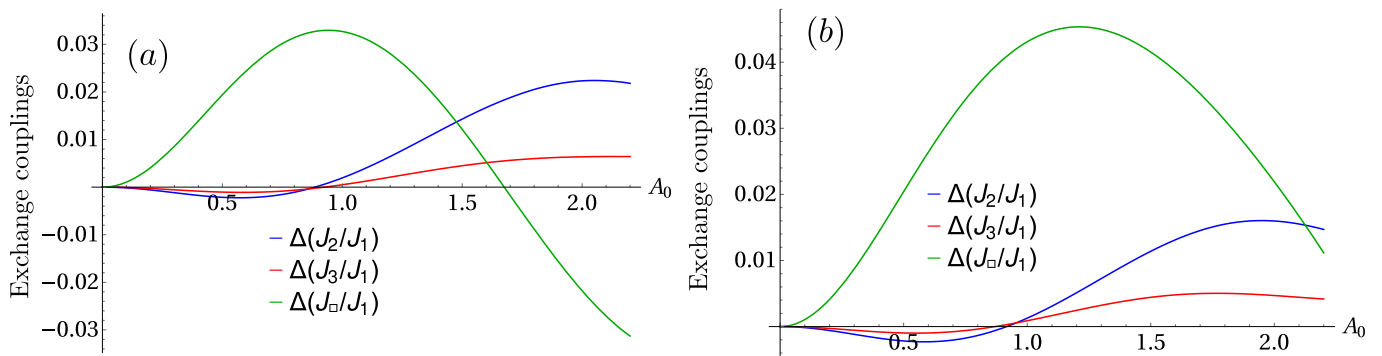 (a)
Exchange couplings
0.03
0.02
0.01
−0.01
−0.02
−0.03
0.5
1.0
1.5
2.0
A₀
Δ(J₂/J₁)
Δ(J₃/J₁)
Δ(J□/J₁)
(b)
Exchange couplings
0.04
0.03
0.02
0.01
0.5
1.0
1.5
2.0
A₀
Δ(J₂/J₁)
Δ(J₃/J₁)
Δ(J□/J₁)